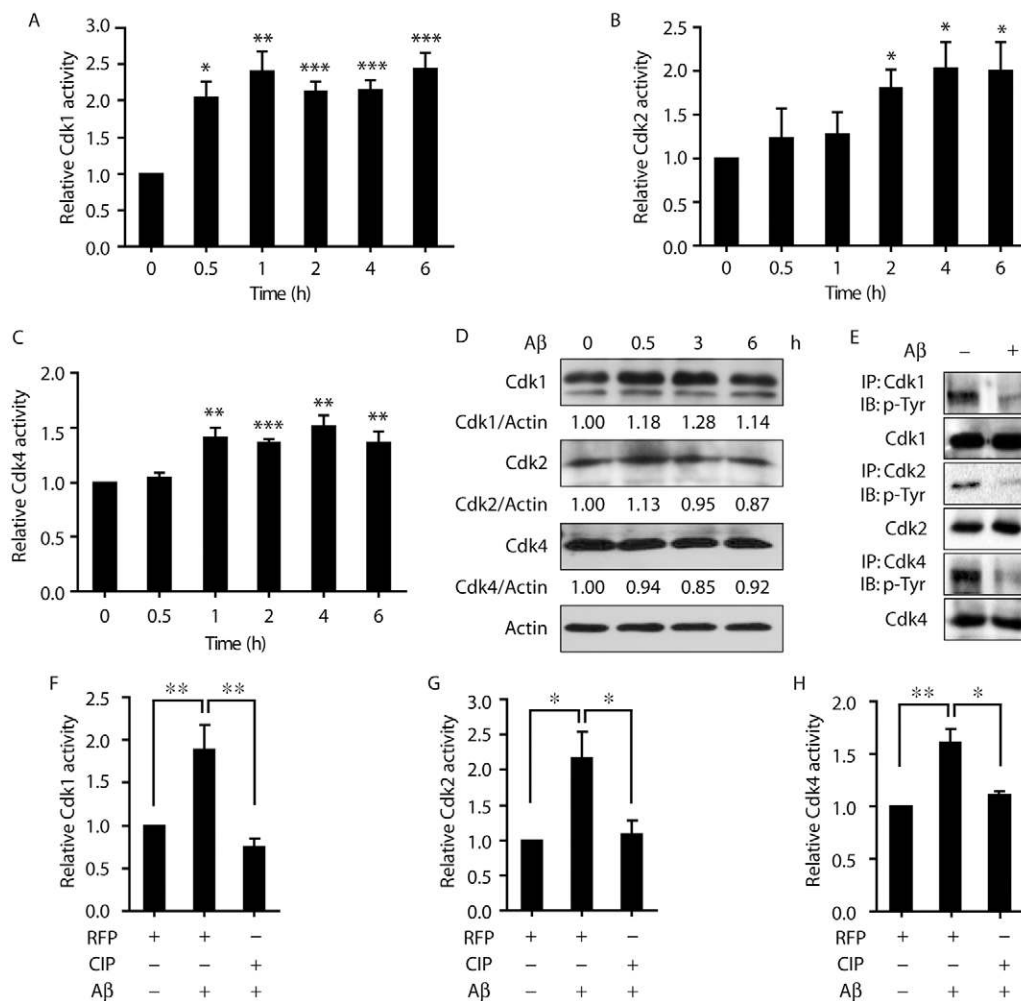 A
Relative Cdk1 activity
3.0
2.5
2.0
1.5
1.0
0.5
0.0
* ** *** *** ***
0 0.5 1 2 4 6
Time (h)
B
Relative Cdk2 activity
2.5
2.0
1.5
1.0
0.5
0.0
* * *
0 0.5 1 2 4 6
Time (h)
C
Relative Cdk4 activity
2.0
1.5
1.0
0.5
0.0
** *** ** **
0 0.5 1 2 4 6
Time (h)
D
Aβ 0 0.5 3 6 h
Cdk1
Cdk1/Actin 1.00 1.18 1.28 1.14
Cdk2
Cdk2/Actin 1.00 1.13 0.95 0.87
Cdk4
Cdk4/Actin 1.00 0.94 0.85 0.92
Actin
E
Aβ − +
IP: Cdk1
IB: p-Tyr
Cdk1
IP: Cdk2
IB: p-Tyr
Cdk2
IP: Cdk4
IB: p-Tyr
Cdk4
F
Relative Cdk1 activity
2.5
2.0
1.5
1.0
0.5
0.0
** **
RFP + + −
CIP − − +
Aβ − + +
G
Relative Cdk2 activity
3.0
2.5
2.0
1.5
1.0
0.5
0.0
* *
RFP + + −
CIP − − +
Aβ − + +
H
Relative Cdk4 activity
2.0
1.5
1.0
0.5
0.0
** *
RFP + + −
CIP − − +
Aβ − + +